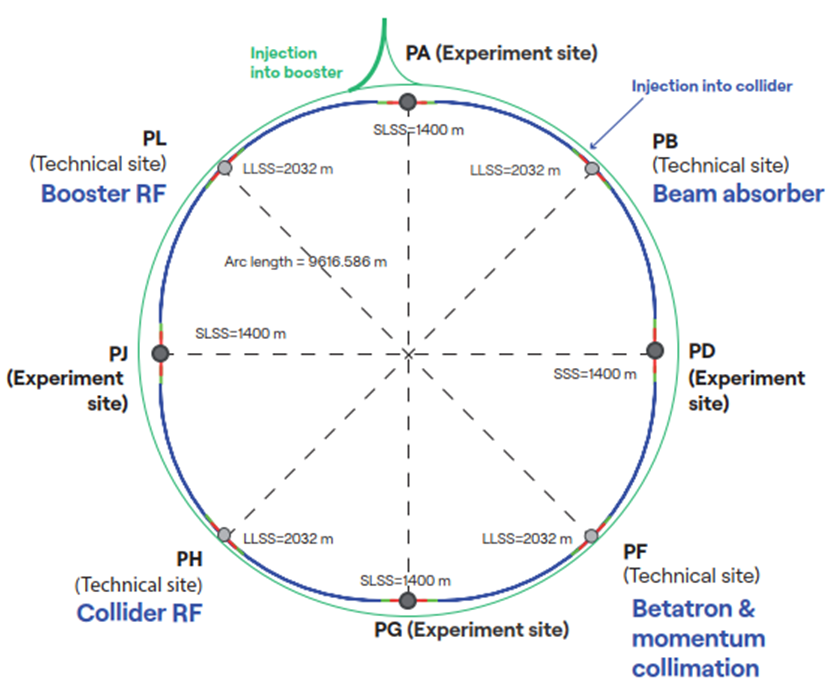 PA (Experiment site)
Injection
into booster
Injection into collider
SLSS=1400 m
PL
(Technical site)
Booster RF
LLSS=2032 m
LLSS=2032 m
PB
(Technical site)
Beam absorber
Arc length = 9616.586 m
SLSS=1400 m
PJ
(Experiment
site)
SSS=1400 m
PD
(Experiment
site)
LLSS=2032 m
LLSS=2032 m
PH
(Technical site)
Collider RF
PF
(Technical site)
Betatron &
momentum
collimation
SLSS=1400 m
PG (Experiment site)